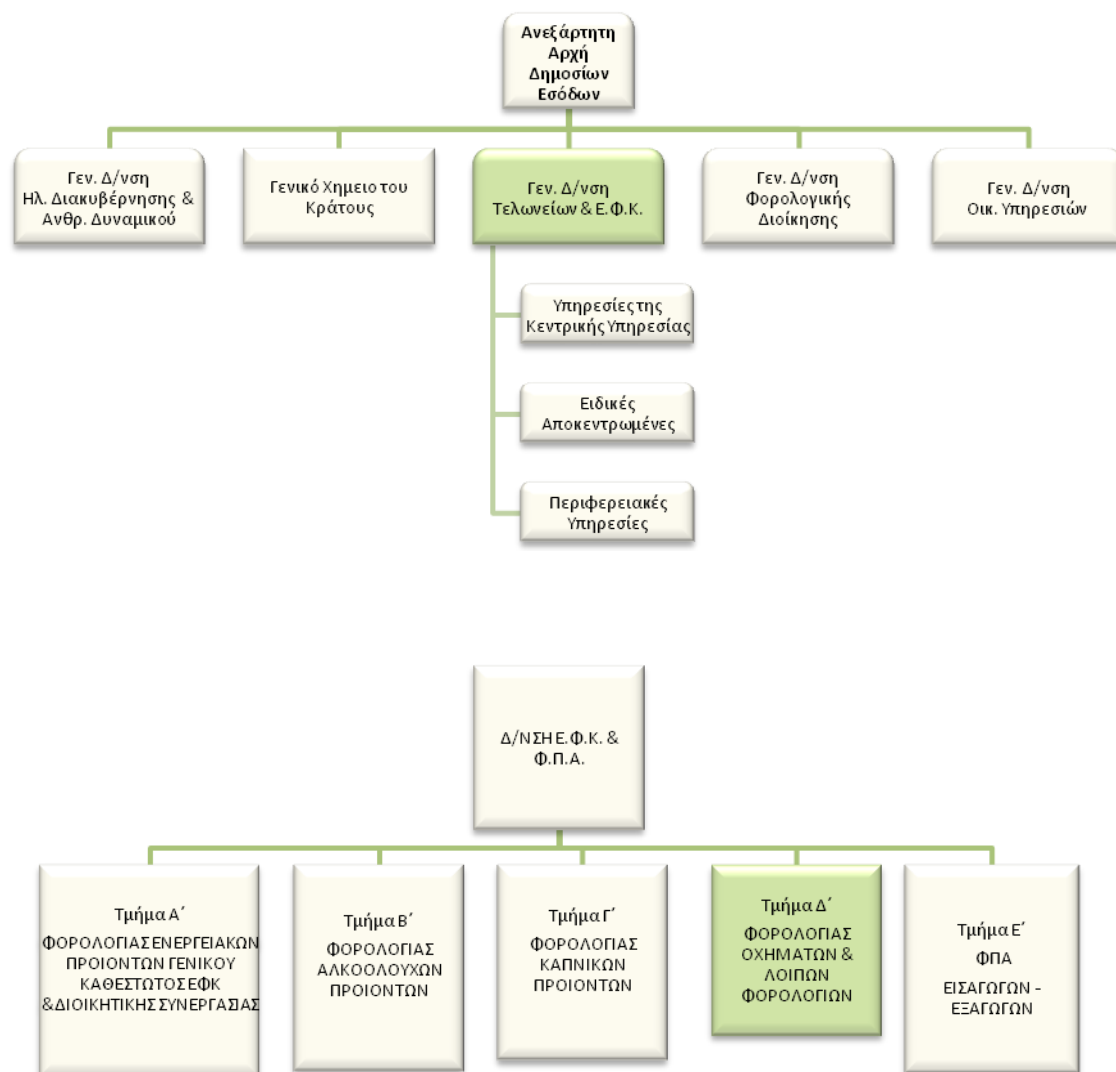 Ανεξάρτητη
Αρχή
Δημοσίων
Εσόδων
Γεν. Δ/νση
Ηλ. Διακυβέρνησης &
Ανθρ. Δυναμικού
Γενικό Χημειο του
Κράτους
Γεν. Δ/νση
Τελωνείων & Ε.Φ.Κ.
Γεν. Δ/νση
Φορολογικής
Διοίκησης
Γεν. Δ/νση
Οικ. Υπηρεσιών
Υπηρεσίες της
Κεντρικής Υπηρεσίας
Ειδικές
Αποκεντρωμένες
Περιφερειακές
Υπηρεσίες
Δ/ΝΣΗ Ε.Φ.Κ. &
Φ.Π.Α.
Τμήμα Α΄
ΦΟΡΟΛΟΓΙΑΣ ΕΝΕΡΓΕΙΑΚΩΝ
ΠΡΟΙΟΝΤΩΝ ΓΕΝΙΚΟΥ
ΚΑΘΕΣΤΩΤΟΣ ΕΦΚ
&ΔΙΟΙΚΗΤΙΚΗΣ ΣΥΝΕΡΓΑΣΙΑΣ
Τμήμα Β΄
ΦΟΡΟΛΟΓΙΑΣ
ΑΛΚΟΟΛΟΥΧΩΝ
ΠΡΟΙΟΝΤΩΝ
Τμήμα Γ΄
ΦΟΡΟΛΟΓΙΑΣ
ΚΑΠΝΙΚΩΝ
ΠΡΟΙΟΝΤΩΝ
Τμήμα Δ΄
ΦΟΡΟΛΟΓΙΑΣ
ΟΧΗΜΑΤΩΝ &
ΛΟΙΠΩΝ
ΦΟΡΟΛΟΓΙΩΝ
Τμήμα Ε΄
ΦΠΑ
ΕΙΣΑΓΩΓΩΝ –
ΕΞΑΓΩΓΩΝ